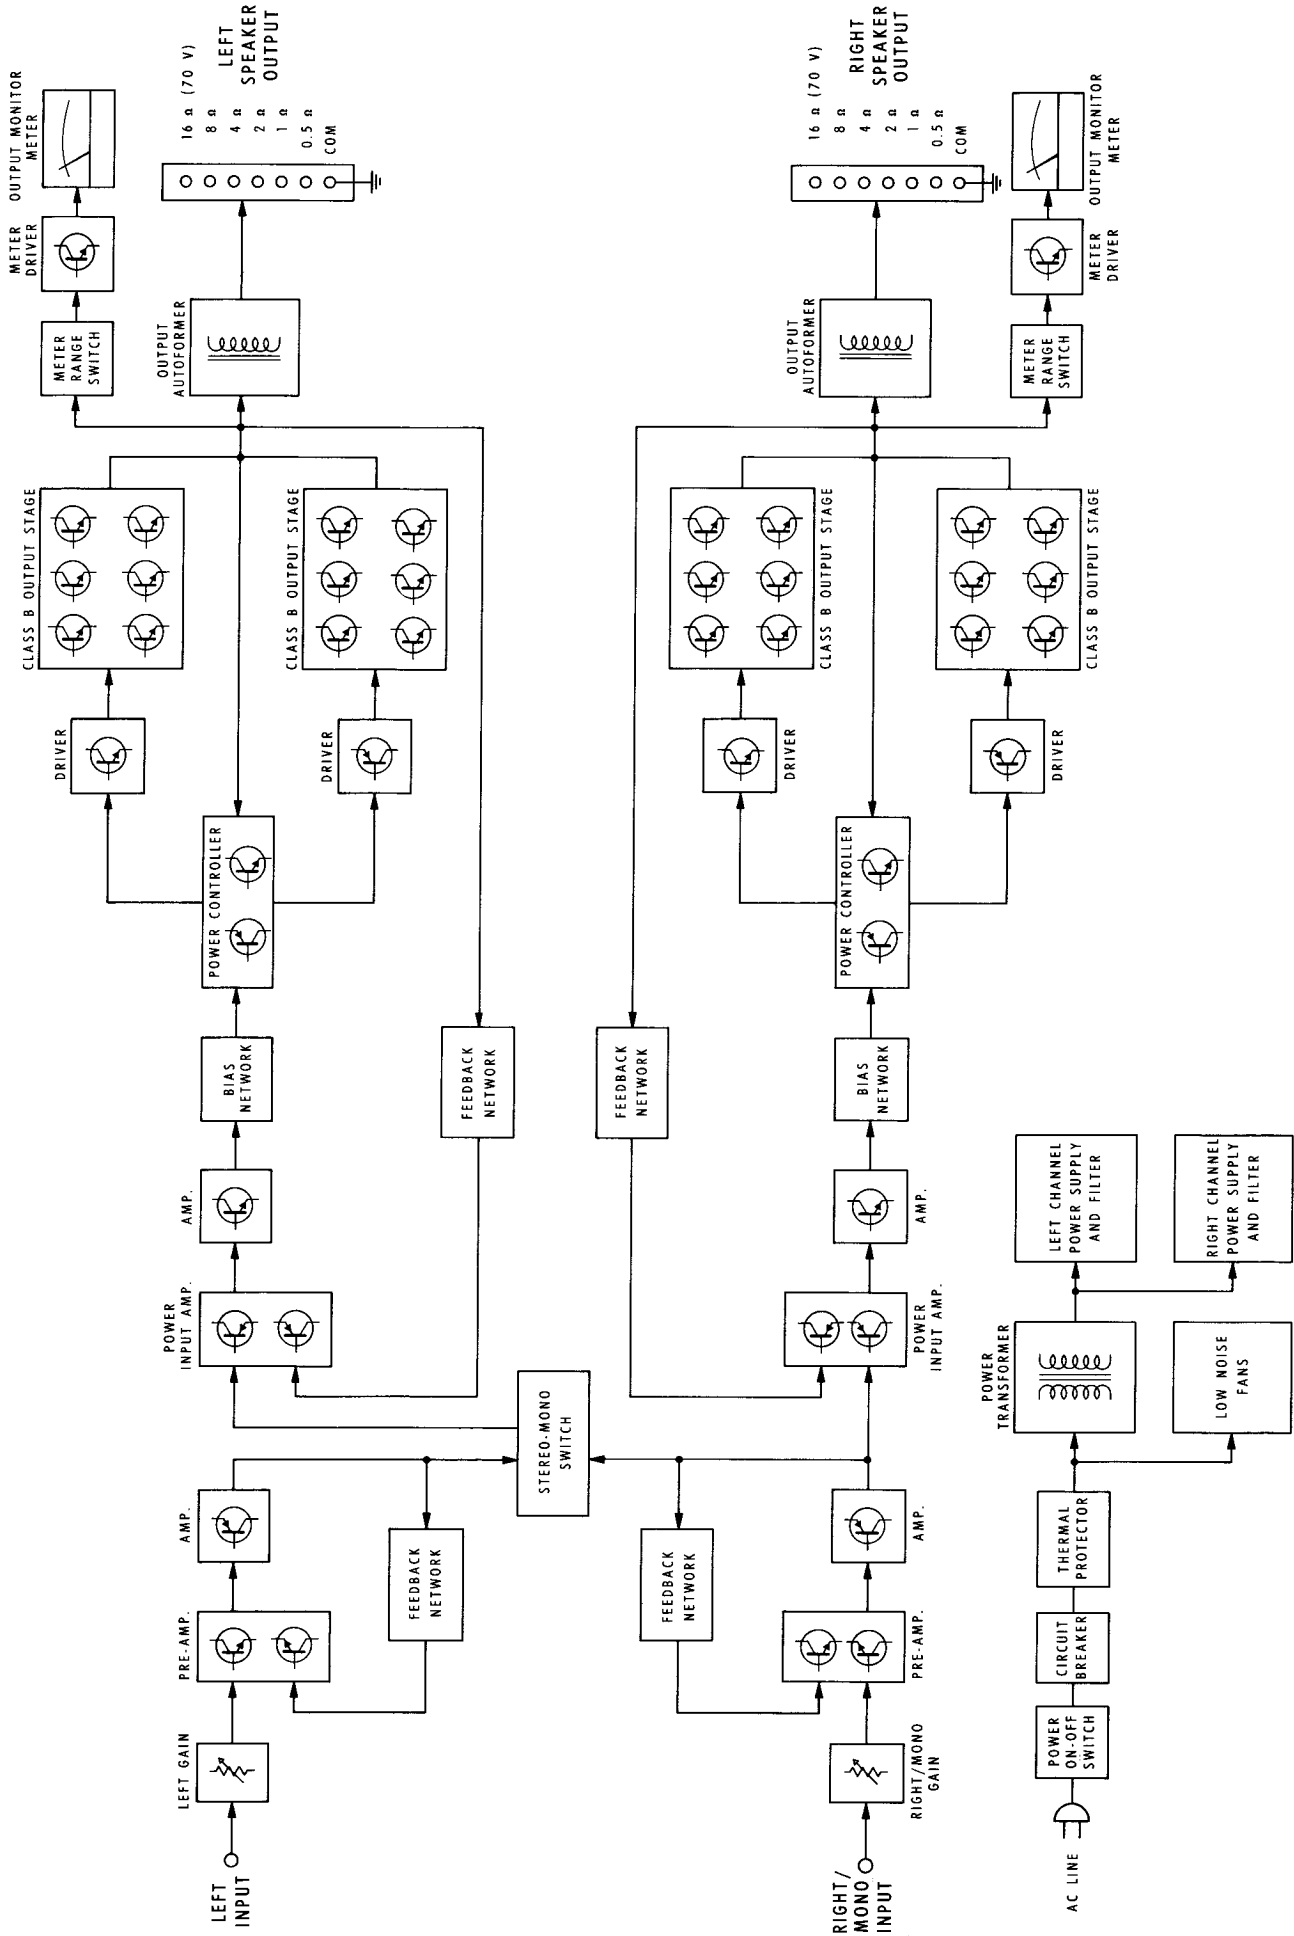 LEFT
INPUT
LEFT GAIN
PRE-AMP.
AMP.
FEEDBACK
NETWORK
STEREO-MONO
SWITCH
POWER
INPUT AMP.
AMP.
BIAS
NETWORK
FEEDBACK
NETWORK
POWER CONTROLLER
DRIVER
DRIVER
CLASS B OUTPUT STAGE
CLASS B OUTPUT STAGE
METER
RANGE
SWITCH
METER
DRIVER
OUTPUT MONITOR
METER
OUTPUT
AUTOFORMER
16 Ω (70 V)
8 Ω
4 Ω
2 Ω
1 Ω
0.5 Ω
COM
LEFT
SPEAKER
OUTPUT
RIGHT/
MONO
INPUT
RIGHT/MONO
GAIN
PRE-AMP.
AMP.
FEEDBACK
NETWORK
POWER
INPUT AMP.
AMP.
BIAS
NETWORK
FEEDBACK
NETWORK
POWER CONTROLLER
DRIVER
DRIVER
CLASS B OUTPUT STAGE
CLASS B OUTPUT STAGE
OUTPUT
AUTOFORMER
16 Ω (70 V)
8 Ω
4 Ω
2 Ω
1 Ω
0.5 Ω
COM
RIGHT
SPEAKER
OUTPUT
METER
RANGE
SWITCH
METER
DRIVER
OUTPUT MONITOR
METER
AC LINE
POWER
ON-OFF
SWITCH
CIRCUIT
BREAKER
THERMAL
PROTECTOR
POWER
TRANSFORMER
LOW NOISE
FANS
LEFT CHANNEL
POWER SUPPLY
AND FILTER
RIGHT CHANNEL
POWER SUPPLY
AND FILTER